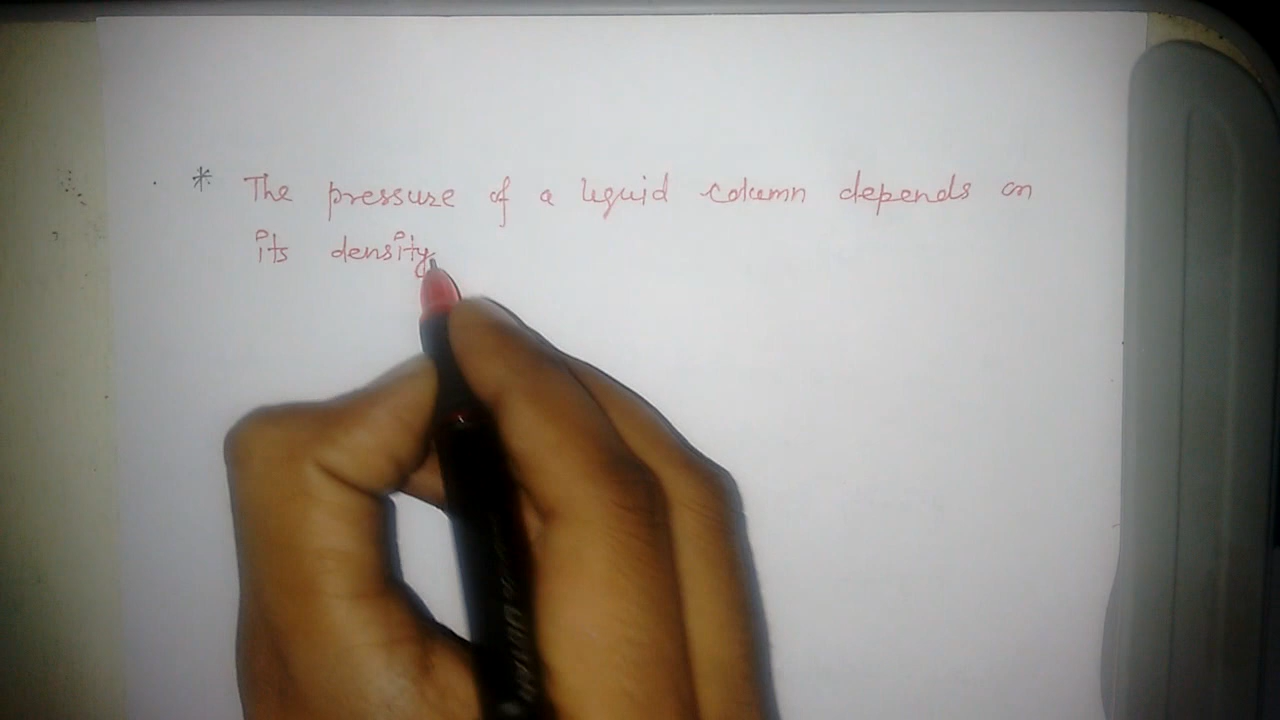 * The pressure of a liquid column depends on
its density